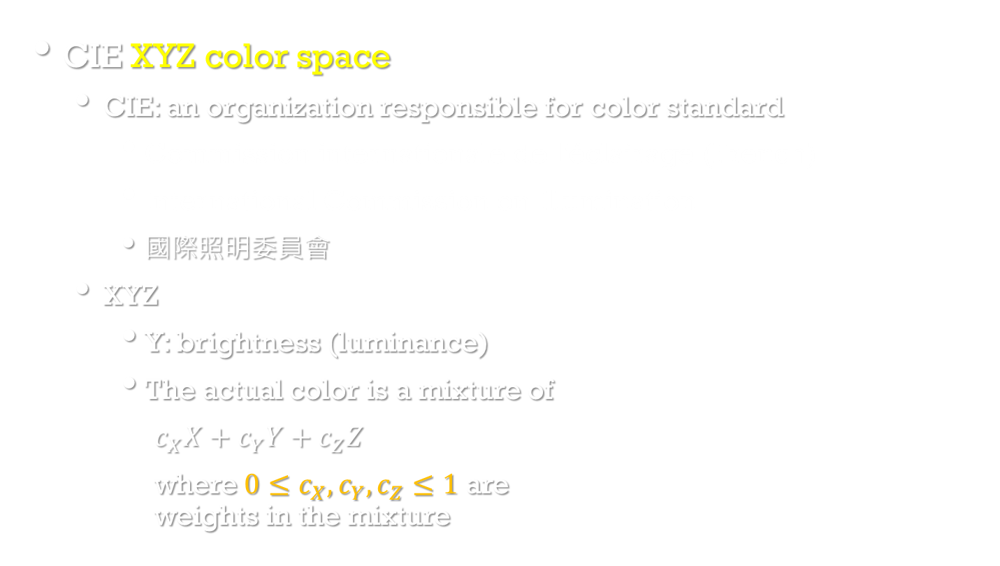 • CIE XYZ color space
• CIE: an organization responsible for color standard
• 國際照明委員會
• XYZ
• Y: brightness (luminance)
• The actual color is a mixture of
c_X X + c_Y Y + c_Z Z
where 0 ≤ c_X, c_Y, c_Z ≤ 1 are
weights in the mixture